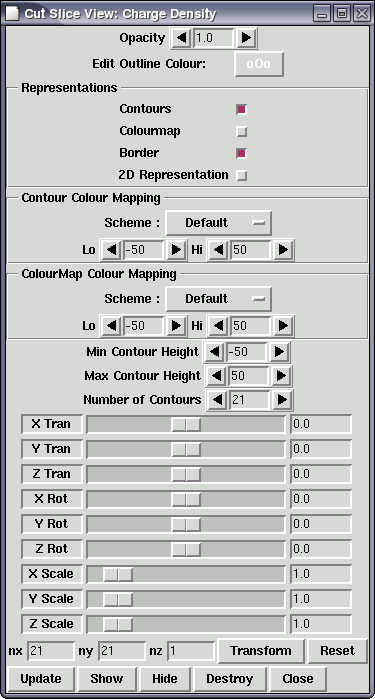 Cut Slice View: Charge Density
Opacity 1.0
Edit Outline Colour: oOo
Representations
Contours
Colourmap
Border
2D Representation
Contour Colour Mapping
Scheme : Default
Lo -50 Hi 50
ColourMap Colour Mapping
Scheme : Default
Lo -50 Hi 50
Min Contour Height -50
Max Contour Height 50
Number of Contours 21
X Tran 0.0
Y Tran 0.0
Z Tran 0.0
X Rot 0.0
Y Rot 0.0
Z Rot 0.0
X Scale 1.0
Y Scale 1.0
Z Scale 1.0
nx 21 ny 21 nz 1 Transform Reset
Update Show Hide Destroy Close